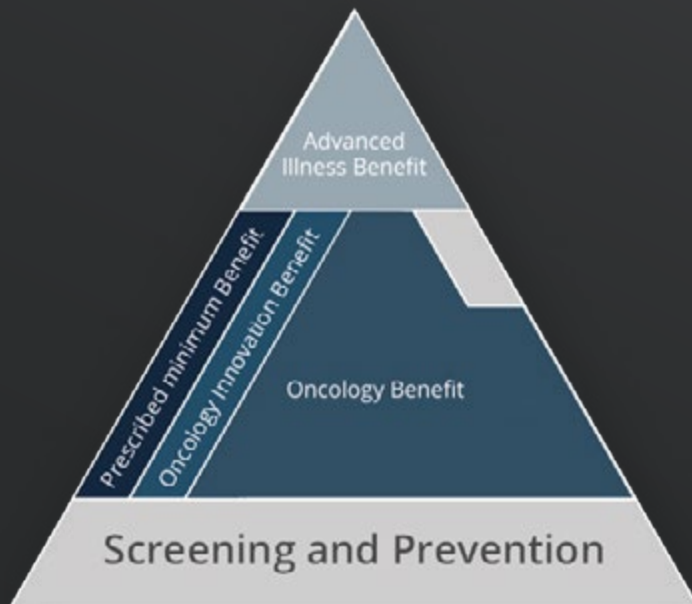 Advanced
Illness Benefit
Prescribed minimum Benefit
Oncology Innovation Benefit
Oncology Benefit
Screening and Prevention